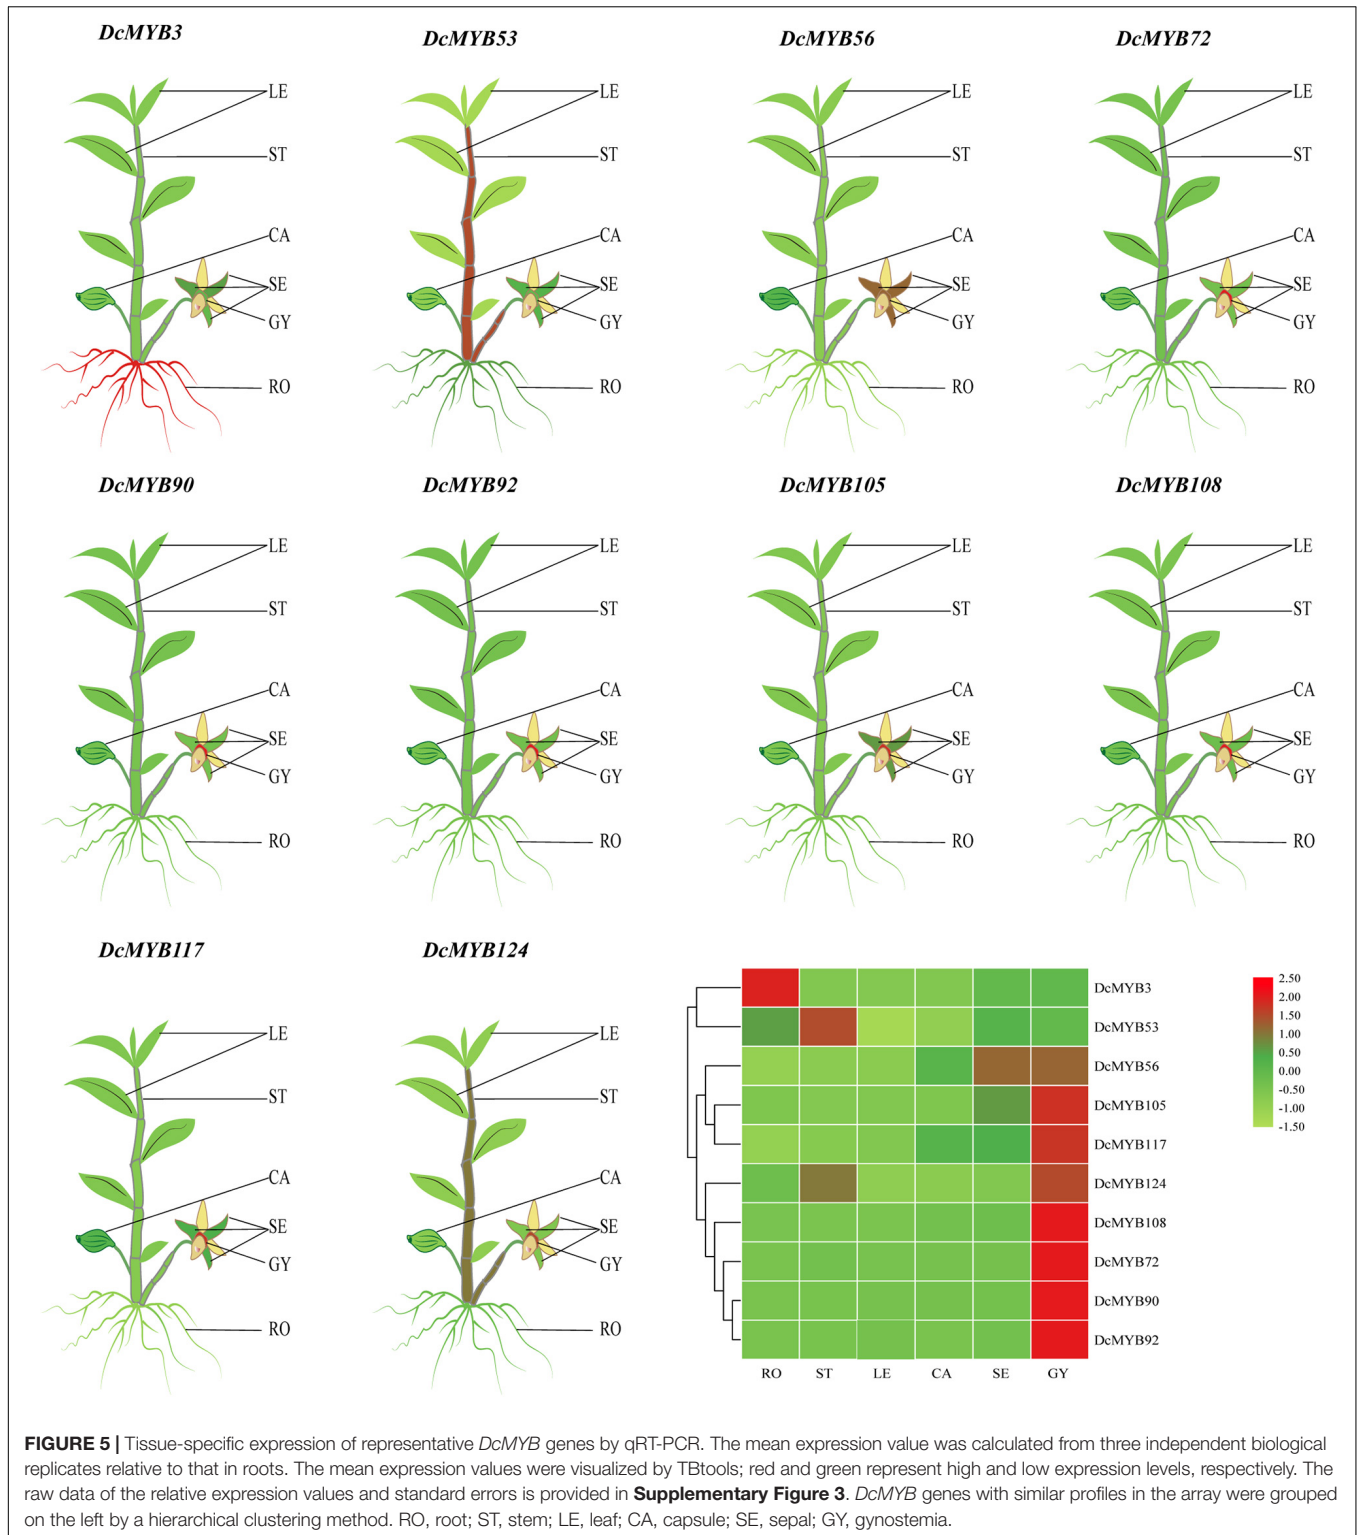 DcMYB3 DcMYB53 DcMYB56 DcMYB72
LE LE LE LE
ST ST ST ST
CA CA CA CA
SE SE SE SE
GY GY GY GY
RO RO RO RO
DcMYB90 DcMYB92 DcMYB105 DcMYB108
LE LE LE LE
ST ST ST ST
CA CA CA CA
SE SE SE SE
GY GY GY GY
RO RO RO RO
DcMYB117 DcMYB124
LE LE
ST ST
CA CA
SE SE
GY GY
RO RO
DcMYB3
DcMYB53
DcMYB56
DcMYB105
DcMYB117
DcMYB124
DcMYB108
DcMYB72
DcMYB90
DcMYB92
RO ST LE CA SE GY
2.50
2.00
1.50
1.00
0.50
0.00
-0.50
-1.00
-1.50
FIGURE 5 | Tissue-specific expression of representative DcMYB genes by qRT-PCR. The mean expression value was calculated from three independent biological
replicates relative to that in roots. The mean expression values were visualized by TBtools; red and green represent high and low expression levels, respectively. The
raw data of the relative expression values and standard errors is provided in Supplementary Figure 3. DcMYB genes with similar profiles in the array were grouped
on the left by a hierarchical clustering method. RO, root; ST, stem; LE, leaf; CA, capsule; SE, sepal; GY, gynostemia.